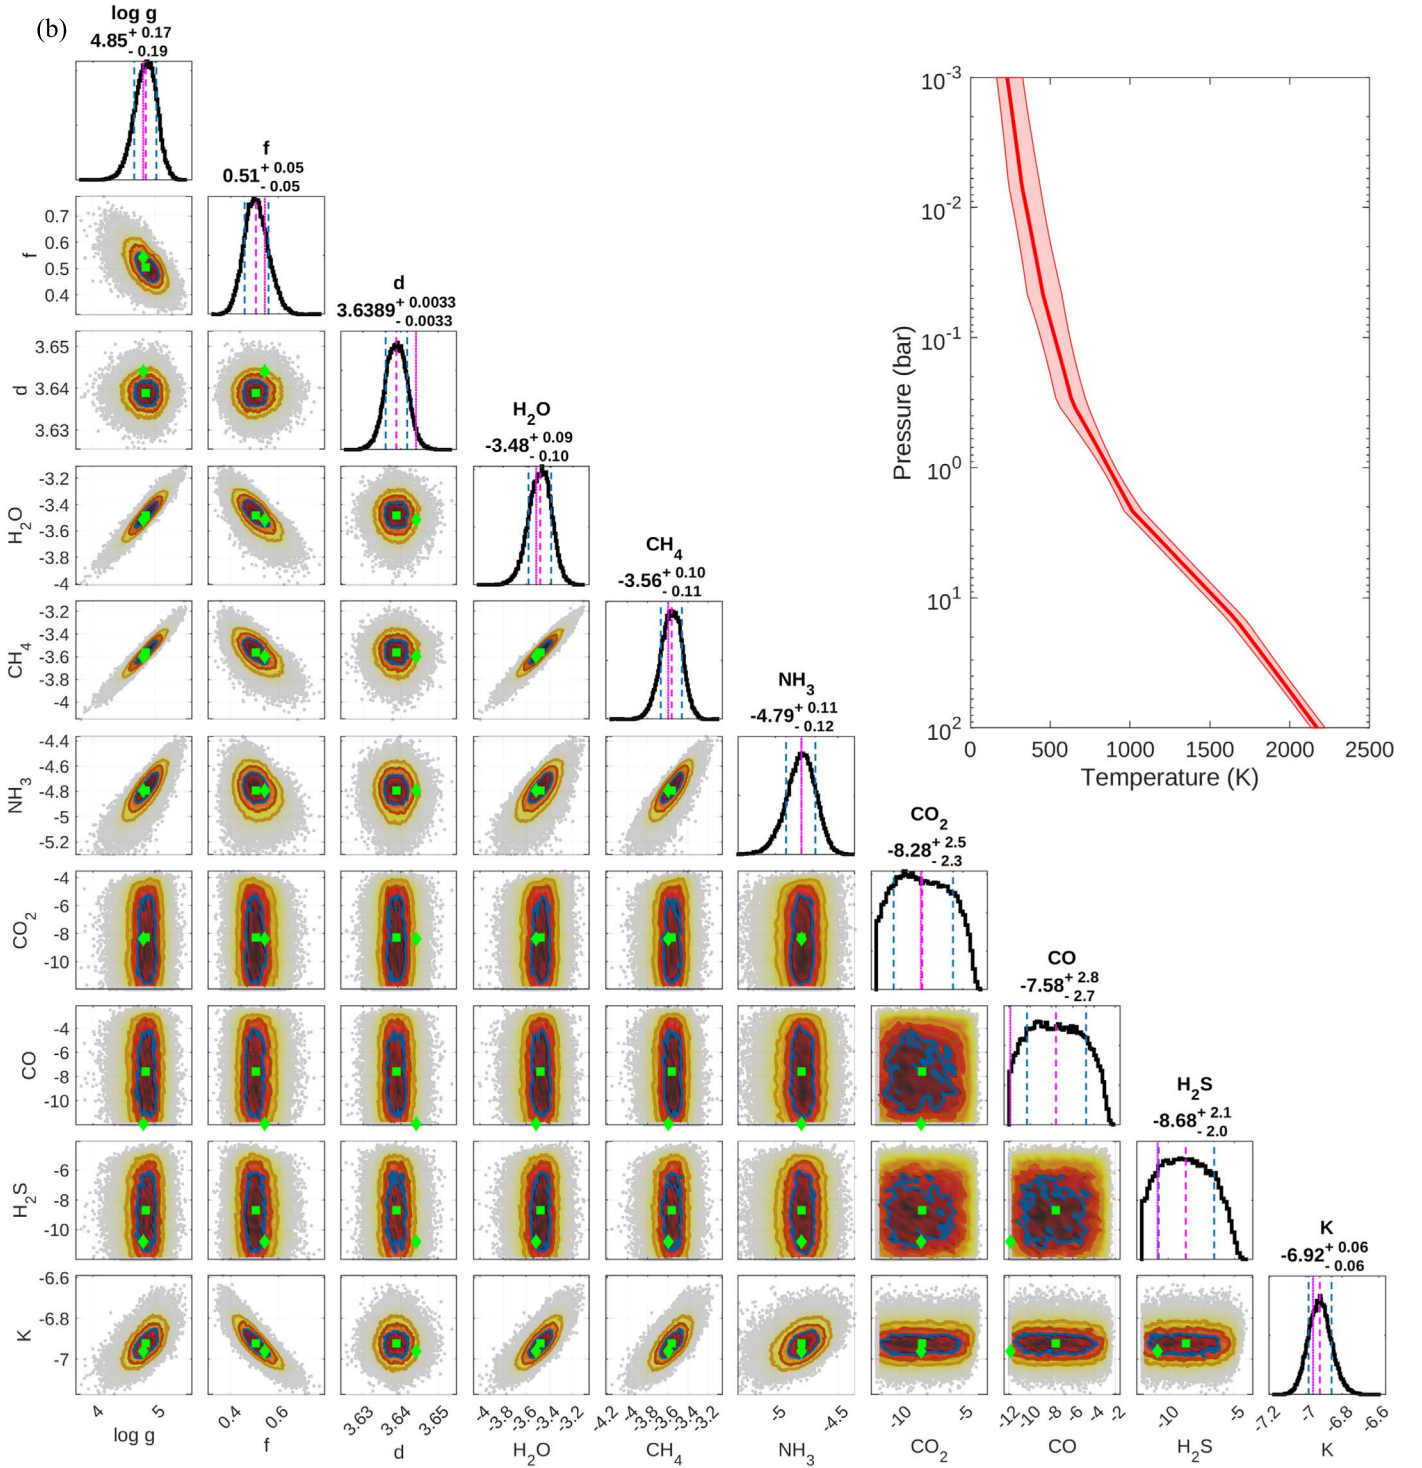 (b)
log g
4.85 + 0.17 - 0.19
f
0.51 + 0.05 - 0.05
d
3.6389 + 0.0033 - 0.0033
H2O
-3.48 + 0.09 - 0.10
CH4
-3.56 + 0.10 - 0.11
NH3
-4.79 + 0.11 - 0.12
CO2
-8.28 + 2.5 - 2.3
CO
-7.58 + 2.8 - 2.7
H2S
-8.68 + 2.1 - 2.0
K
-6.92 + 0.06 - 0.06
10-3
10-2
10-1
100
101
102
Pressure (bar)
0 500 1000 1500 2000 2500
Temperature (K)
f
0.7
0.6
0.5
0.4
d
3.65
3.64
3.63
H2O
-3.2
-3.4
-3.6
-3.8
-4
CH4
-3.2
-3.4
-3.6
-3.8
-4
NH3
-4.4
-4.6
-4.8
-5
-5.2
CO2
-4
-6
-8
-10
CO
-4
-6
-8
-10
H2S
-6
-8
-10
K
-6.6
-6.8
-7
4 5
log g
0.4 0.6
f
3.63 3.64 3.65
d
-4 -3.8 -3.6 -3.4 -3.2
H2O
-4.2 -4 -3.8 -3.6 -3.4 -3.2
CH4
-5 -4.5
NH3
-10 -5
CO2
-12 -10 -8 -6 -4 -2
CO
-10 -5
H2S
-7.2 -7 -6.8 -6.6
K